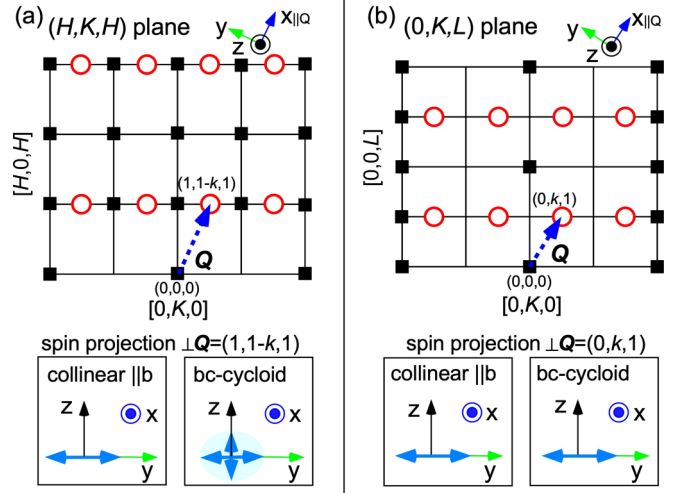 (a) (H,K,H) plane
x||Q
y
z
[H,0,H]
(1,1-k,1)
Q
(0,0,0)
[0,K,0]
spin projection ⊥Q=(1,1-k,1)
collinear ||b
z
x
y
bc-cycloid
z
x
y
(b) (0,K,L) plane
x||Q
y
z
[0,0,L]
(0,k,1)
Q
(0,0,0)
[0,K,0]
spin projection ⊥Q=(0,k,1)
collinear ||b
z
x
y
bc-cycloid
z
x
y